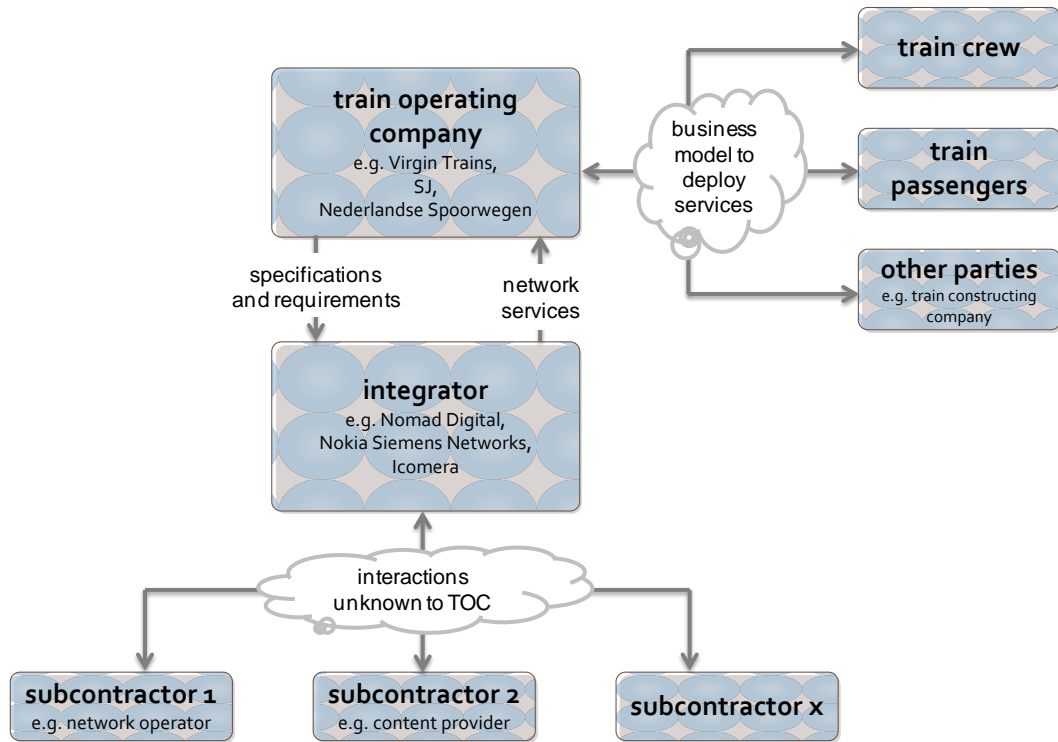 train crew
train operating
company
e.g. Virgin Trains,
SJ,
Nederlandse Spoorwegen
business
model to
deploy
services
train
passengers
other parties
e.g. train constructing
company
specifications
and requirements
network
services
integrator
e.g. Nomad Digital,
Nokia Siemens Networks,
Icomera
interactions
unknown to TOC
subcontractor 1
e.g. network operator
subcontractor 2
e.g. content provider
subcontractor x